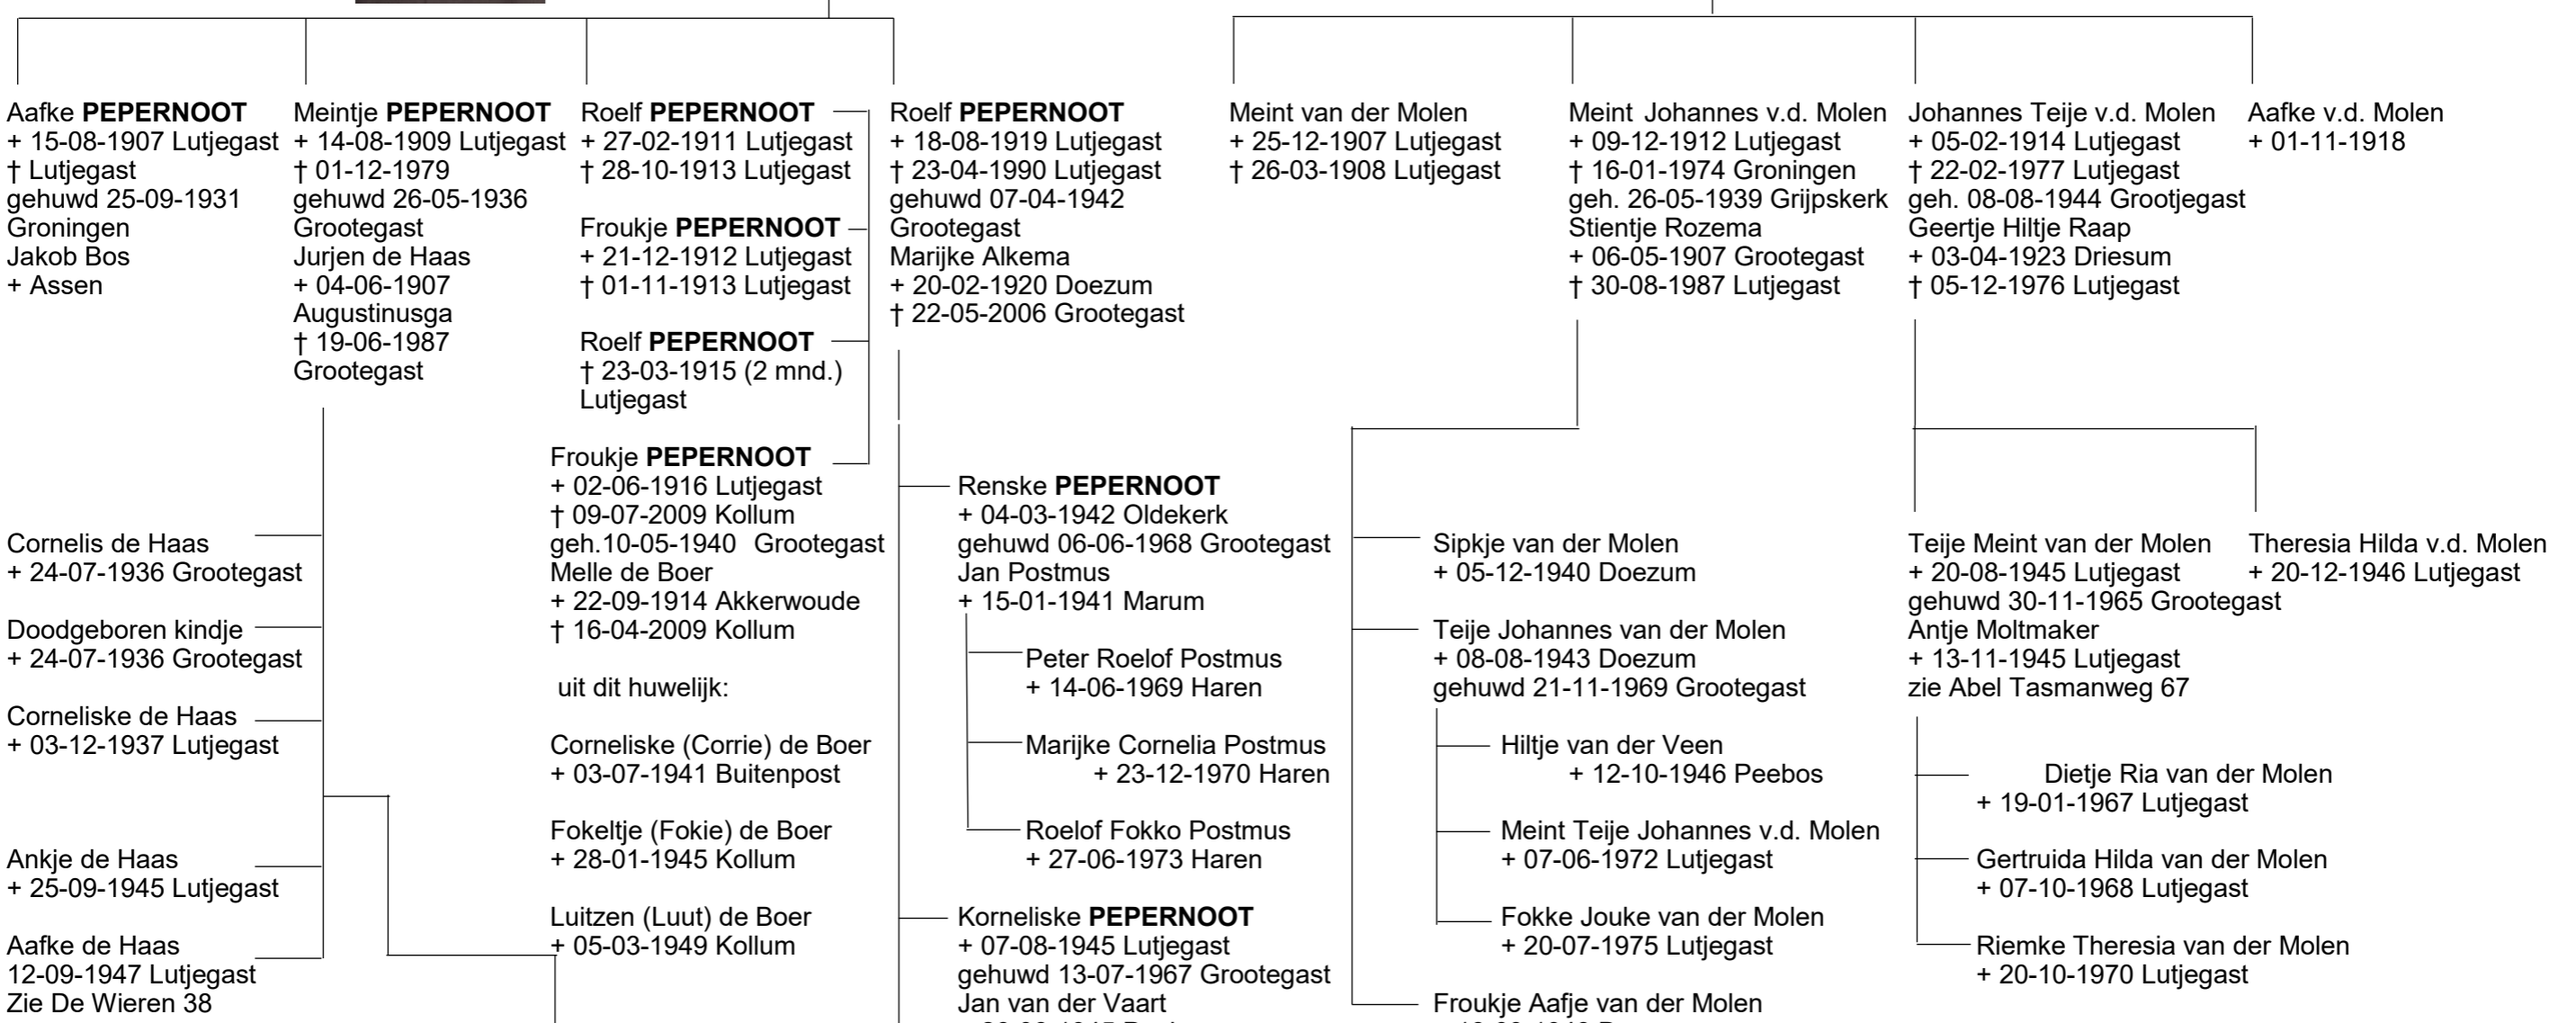 Aafke PEPERNOOT
+ 15-08-1907 Lutjegast
† Lutjegast
gehuwd 25-09-1931
Groningen
Jakob Bos
+ Assen
Meintje PEPERNOOT
+ 14-08-1909 Lutjegast
† 01-12-1979
gehuwd 26-05-1936
Grootegast
Jurjen de Haas
+ 04-06-1907
Augustinusga
† 19-06-1987
Grootegast
Cornelis de Haas
+ 24-07-1936 Grootegast
Doodgeboren kindje
+ 24-07-1936 Grootegast
Corneliske de Haas
+ 03-12-1937 Lutjegast
Ankje de Haas
+ 25-09-1945 Lutjegast
Aafke de Haas
12-09-1947 Lutjegast
Zie De Wieren 38
Roelf PEPERNOOT
+ 27-02-1911 Lutjegast
† 28-10-1913 Lutjegast
Froukje PEPERNOOT
+ 21-12-1912 Lutjegast
† 01-11-1913 Lutjegast
Roelf PEPERNOOT
† 23-03-1915 (2 mnd.)
Lutjegast
Froukje PEPERNOOT
+ 02-06-1916 Lutjegast
† 09-07-2009 Kollum
geh.10-05-1940 Grootegast
Melle de Boer
+ 22-09-1914 Akkerwoude
† 16-04-2009 Kollum
uit dit huwelijk:
Corneliske (Corrie) de Boer
+ 03-07-1941 Buitenpost
Fokeltje (Fokie) de Boer
+ 28-01-1945 Kollum
Luitzen (Luut) de Boer
+ 05-03-1949 Kollum
Roelf PEPERNOOT
+ 18-08-1919 Lutjegast
† 23-04-1990 Lutjegast
gehuwd 07-04-1942
Grootegast
Marijke Alkema
+ 20-02-1920 Doezum
† 22-05-2006 Grootegast
Renske PEPERNOOT
+ 04-03-1942 Oldekerk
gehuwd 06-06-1968 Grootegast
Jan Postmus
+ 15-01-1941 Marum
Peter Roelof Postmus
+ 14-06-1969 Haren
Marijke Cornelia Postmus
+ 23-12-1970 Haren
Roelof Fokko Postmus
+ 27-06-1973 Haren
Korneliske PEPERNOOT
+ 07-08-1945 Lutjegast
gehuwd 13-07-1967 Grootegast
Jan van der Vaart
Meint van der Molen
+ 25-12-1907 Lutjegast
† 26-03-1908 Lutjegast
Meint Johannes v.d. Molen
+ 09-12-1912 Lutjegast
† 16-01-1974 Groningen
geh. 26-05-1939 Grijpskerk
Stientje Rozema
+ 06-05-1907 Grootegast
† 30-08-1987 Lutjegast
Sipkje van der Molen
+ 05-12-1940 Doezum
Teije Johannes van der Molen
+ 08-08-1943 Doezum
gehuwd 21-11-1969 Grootegast
Hiltje van der Veen
+ 12-10-1946 Peebos
Meint Teije Johannes v.d. Molen
+ 07-06-1972 Lutjegast
Fokke Jouke van der Molen
+ 20-07-1975 Lutjegast
Froukje Aafje van der Molen
Johannes Teije v.d. Molen
+ 05-02-1914 Lutjegast
† 22-02-1977 Lutjegast
geh. 08-08-1944 Grootjegast
Geertje Hiltje Raap
+ 03-04-1923 Driesum
† 05-12-1976 Lutjegast
Teije Meint van der Molen
+ 20-08-1945 Lutjegast
gehuwd 30-11-1965 Grootegast
Antje Moltmaker
+ 13-11-1945 Lutjegast
zie Abel Tasmanweg 67
Dietje Ria van der Molen
+ 19-01-1967 Lutjegast
Gertruida Hilda van der Molen
+ 07-10-1968 Lutjegast
Riemke Theresia van der Molen
+ 20-10-1970 Lutjegast
Aafke v.d. Molen
+ 01-11-1918
Theresia Hilda v.d. Molen
+ 20-12-1946 Lutjegast